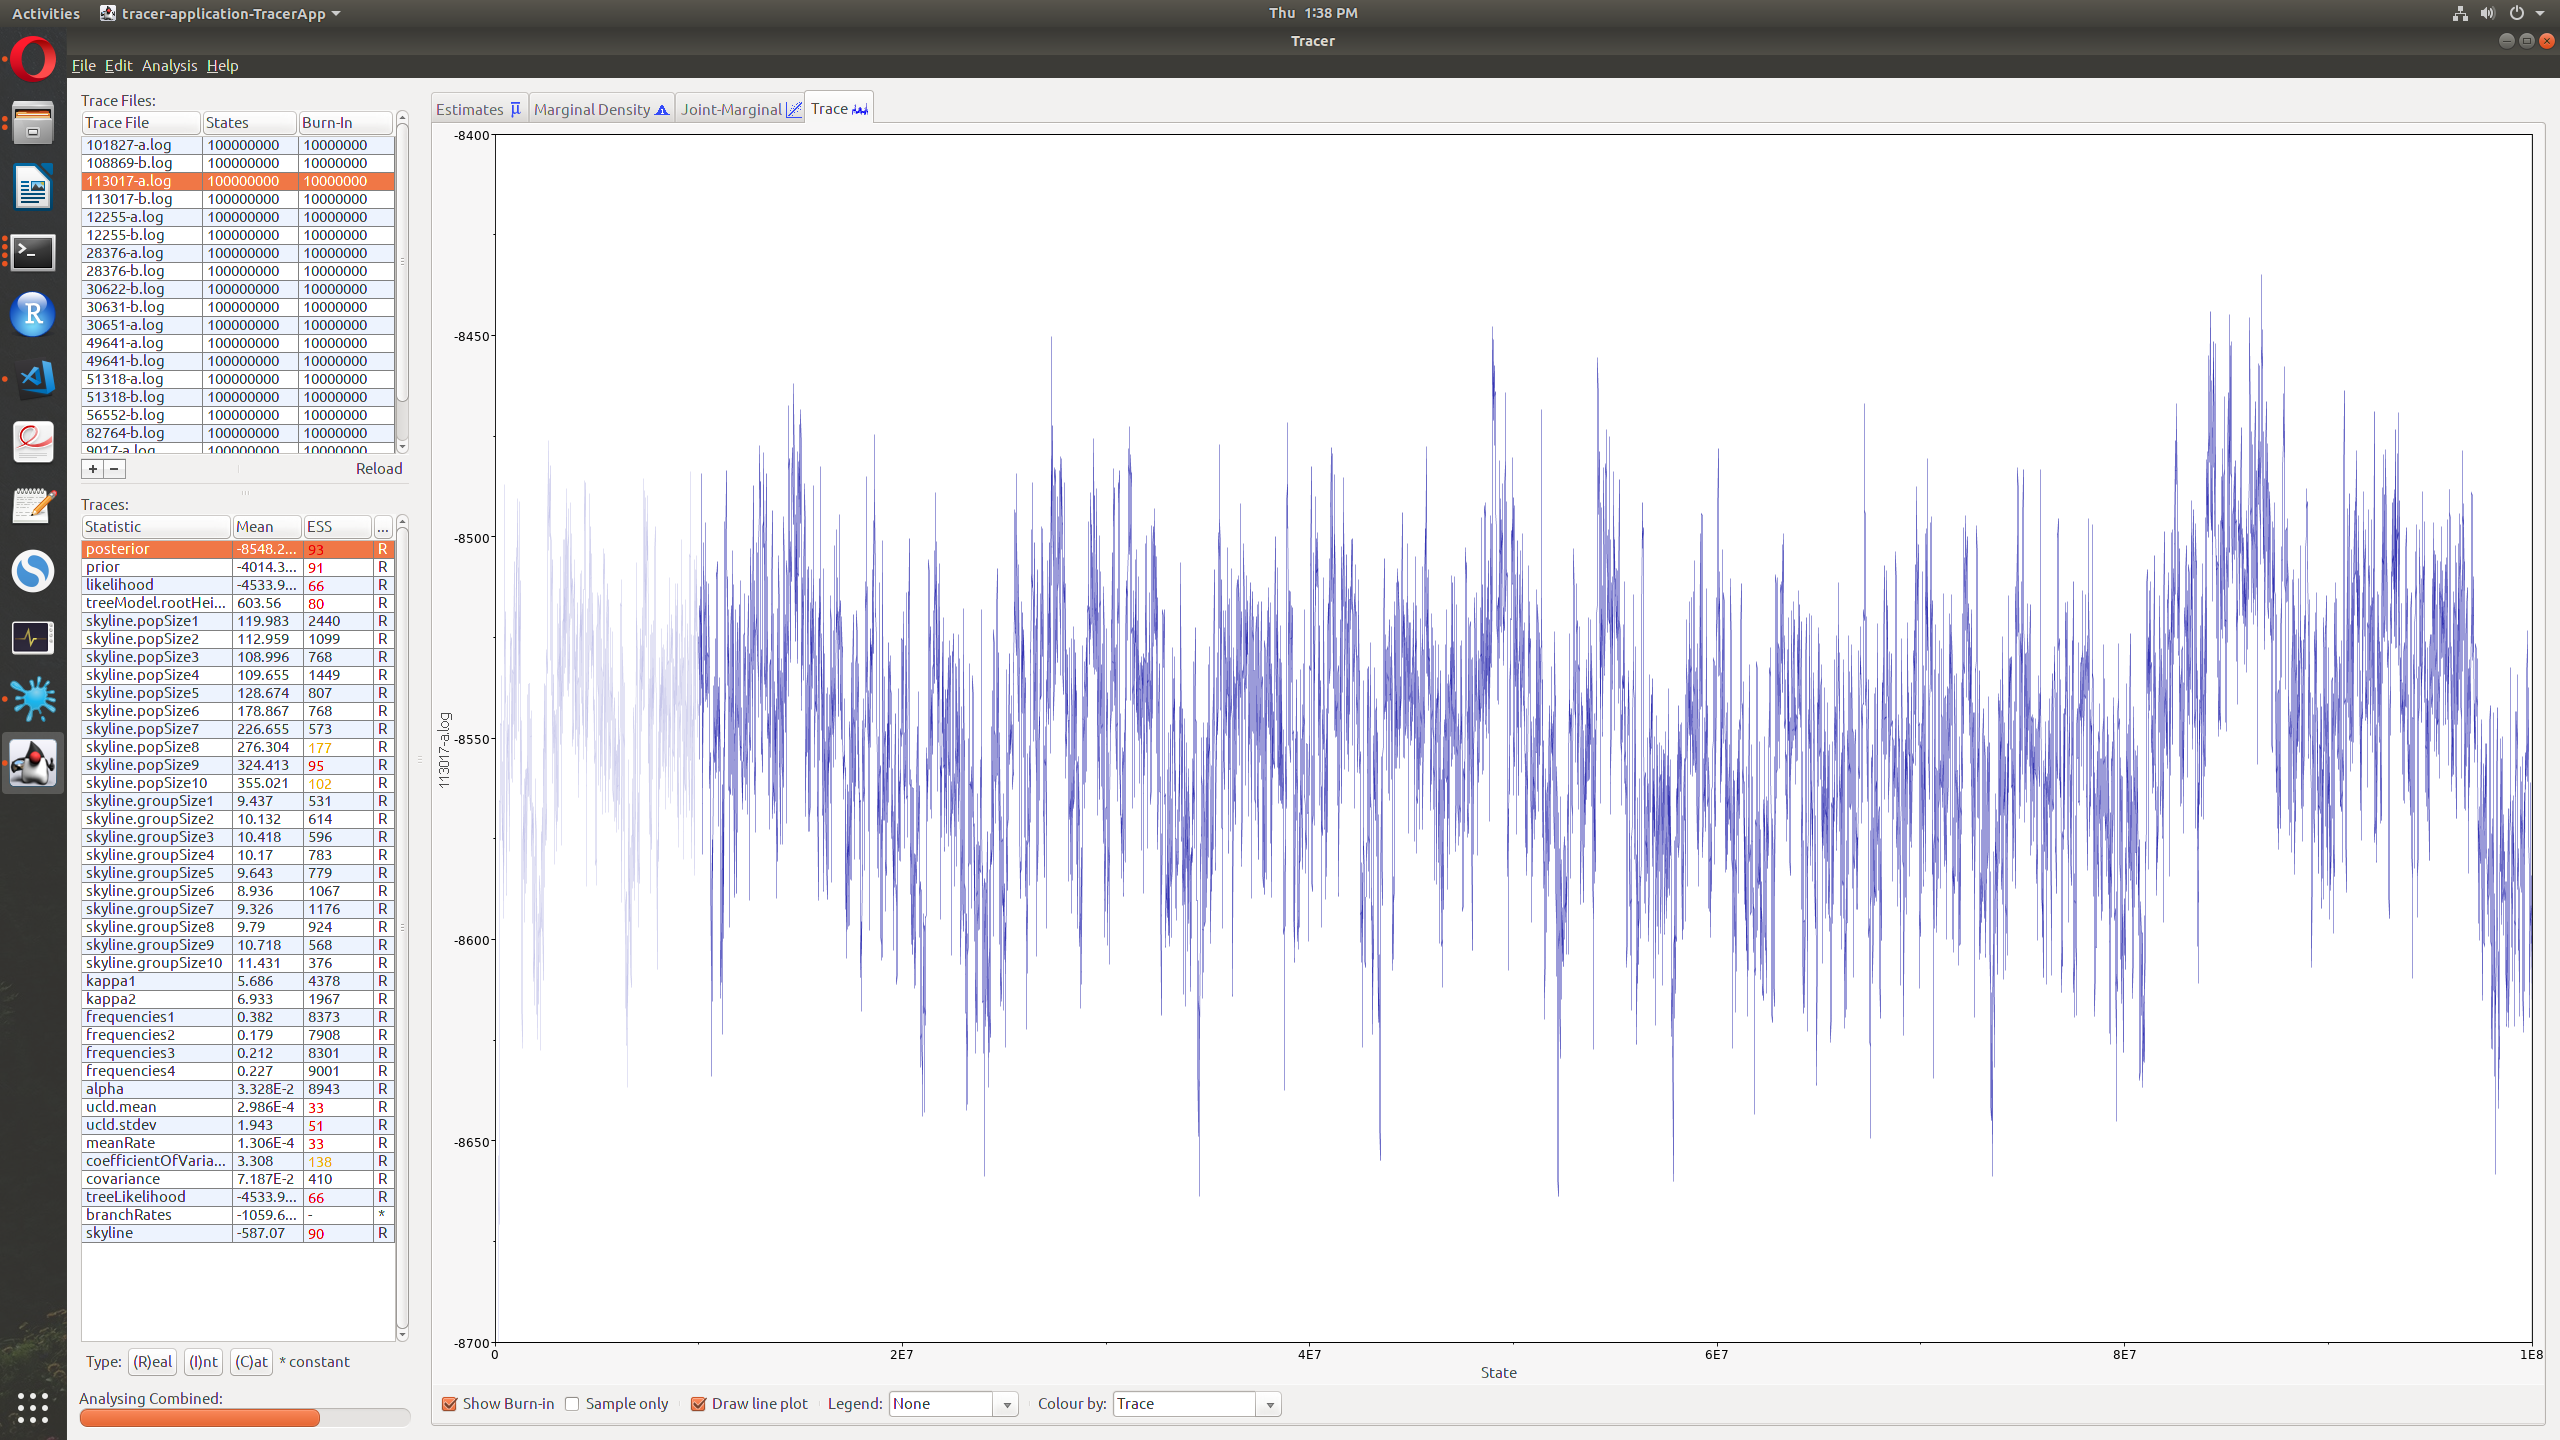 Activities tracer-application-TracerApp Thu 1:38 PM
Tracer
File Edit Analysis Help
Trace Files:
Trace File States Burn-In
101827-a.log 100000000 10000000
108869-b.log 100000000 10000000
113017-a.log 100000000 10000000
113017-b.log 100000000 10000000
12255-a.log 100000000 10000000
12255-b.log 100000000 10000000
28376-a.log 100000000 10000000
28376-b.log 100000000 10000000
30622-b.log 100000000 10000000
30631-b.log 100000000 10000000
30651-a.log 100000000 10000000
49641-a.log 100000000 10000000
49641-b.log 100000000 10000000
51318-a.log 100000000 10000000
51318-b.log 100000000 10000000
56552-b.log 100000000 10000000
82764-b.log 100000000 10000000
9017-a.log 100000000 10000000
+ − Reload
Traces:
Statistic Mean ESS ...
posterior -8548.2... 93 R
prior -4014.3... 91 R
likelihood -4533.9... 66 R
treeModel.rootHei... 603.56 80 R
skyline.popSize1 119.983 2440 R
skyline.popSize2 112.959 1099 R
skyline.popSize3 108.996 768 R
skyline.popSize4 109.655 1449 R
skyline.popSize5 128.674 807 R
skyline.popSize6 178.867 768 R
skyline.popSize7 226.655 573 R
skyline.popSize8 276.304 177 R
skyline.popSize9 324.413 95 R
skyline.popSize10 355.021 102 R
skyline.groupSize1 9.437 531 R
skyline.groupSize2 10.132 614 R
skyline.groupSize3 10.418 596 R
skyline.groupSize4 10.17 783 R
skyline.groupSize5 9.643 779 R
skyline.groupSize6 8.936 1067 R
skyline.groupSize7 9.326 1176 R
skyline.groupSize8 9.79 924 R
skyline.groupSize9 10.718 568 R
skyline.groupSize10 11.431 376 R
kappa1 5.686 4378 R
kappa2 6.933 1967 R
frequencies1 0.382 8373 R
frequencies2 0.179 7908 R
frequencies3 0.212 8301 R
frequencies4 0.227 9001 R
alpha 3.328E-2 8943 R
ucld.mean 2.986E-4 33 R
ucld.stdev 1.943 51 R
meanRate 1.306E-4 33 R
coefficientOfVaria... 3.308 138 R
covariance 7.187E-2 410 R
treeLikelihood -4533.9... 66 R
branchRates -1059.6... - *
skyline -587.07 90 R
Type: (R)eal (I)nt (C)at * constant
Analysing Combined:
Estimates μ Marginal Density Joint-Marginal Trace
-8400
-8450
-8500
-8550
-8600
-8650
-8700
113017-a.log
0 2E7 4E7 6E7 8E7 1E8
State
Show Burn-in Sample only Draw line plot Legend: None Colour by: Trace